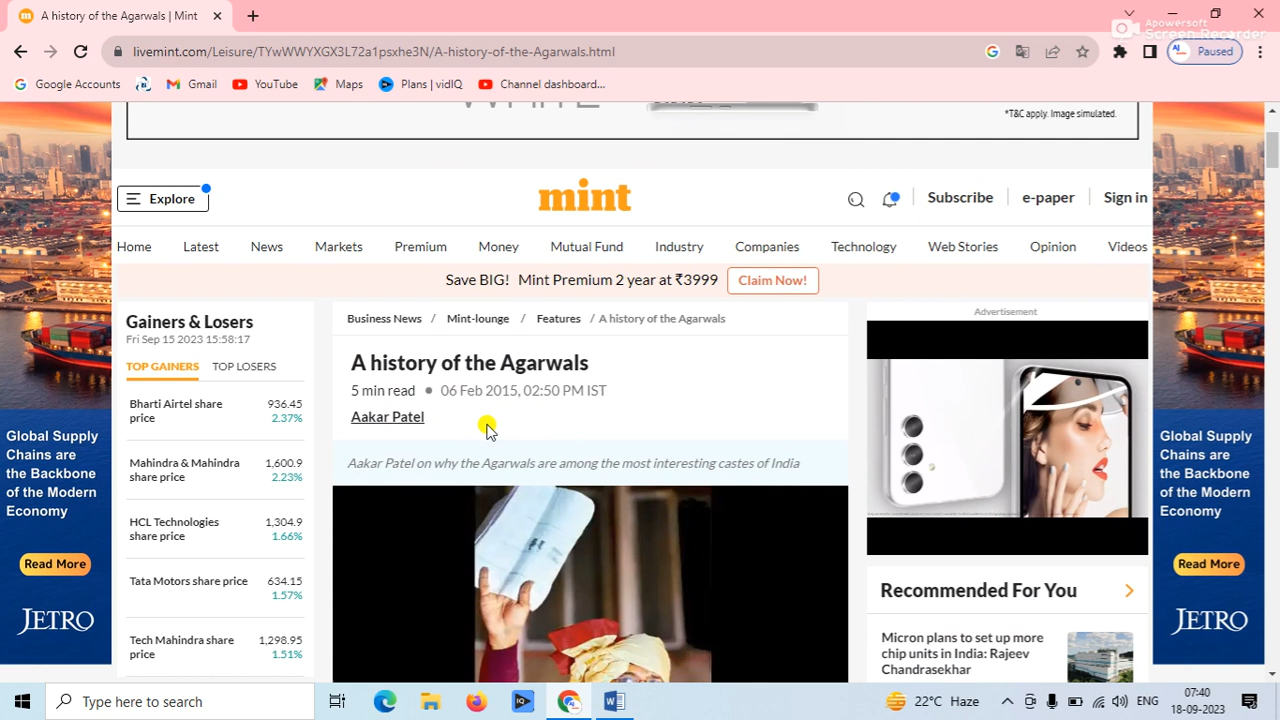 A history of the Agarwals | Mint
Apowersoft
Screen Recorder
livemint.com/Leisure/TYwWWYXGX3L72a1psxhe3N/A-history-of-the-Agarwals.html
Paused
Google Accounts
Gmail
YouTube
Maps
Plans | vidIQ
Channel dashboard...
*T&C apply. Image simulated.
Explore
mint
Subscribe
e-paper
Sign in
Home
Latest
News
Markets
Premium
Money
Mutual Fund
Industry
Companies
Technology
Web Stories
Opinion
Videos
Save BIG! Mint Premium 2 year at ₹3999
Claim Now!
Gainers & Losers
Fri Sep 15 2023 15:58:17
TOP GAINERS
TOP LOSERS
Bharti Airtel share
price
936.45
2.37%
Mahindra & Mahindra
share price
1,600.9
2.23%
HCL Technologies
share price
1,304.9
1.66%
Tata Motors share price
634.15
1.57%
Tech Mahindra share
price
1,298.95
1.51%
Business News / Mint-lounge / Features / A history of the Agarwals
A history of the Agarwals
5 min read • 06 Feb 2015, 02:50 PM IST
Aakar Patel
Aakar Patel on why the Agarwals are among the most interesting castes of India
Advertisement
Recommended For You
Micron plans to set up more
chip units in India: Rajeev
Chandrasekhar
Global Supply
Chains are
the Backbone
of the Modern
Economy
Read More
JETRO
Global Supply
Chains are
the Backbone
of the Modern
Economy
Read More
JETRO
Type here to search
22°C Haze
ENG
07:40
18-09-2023